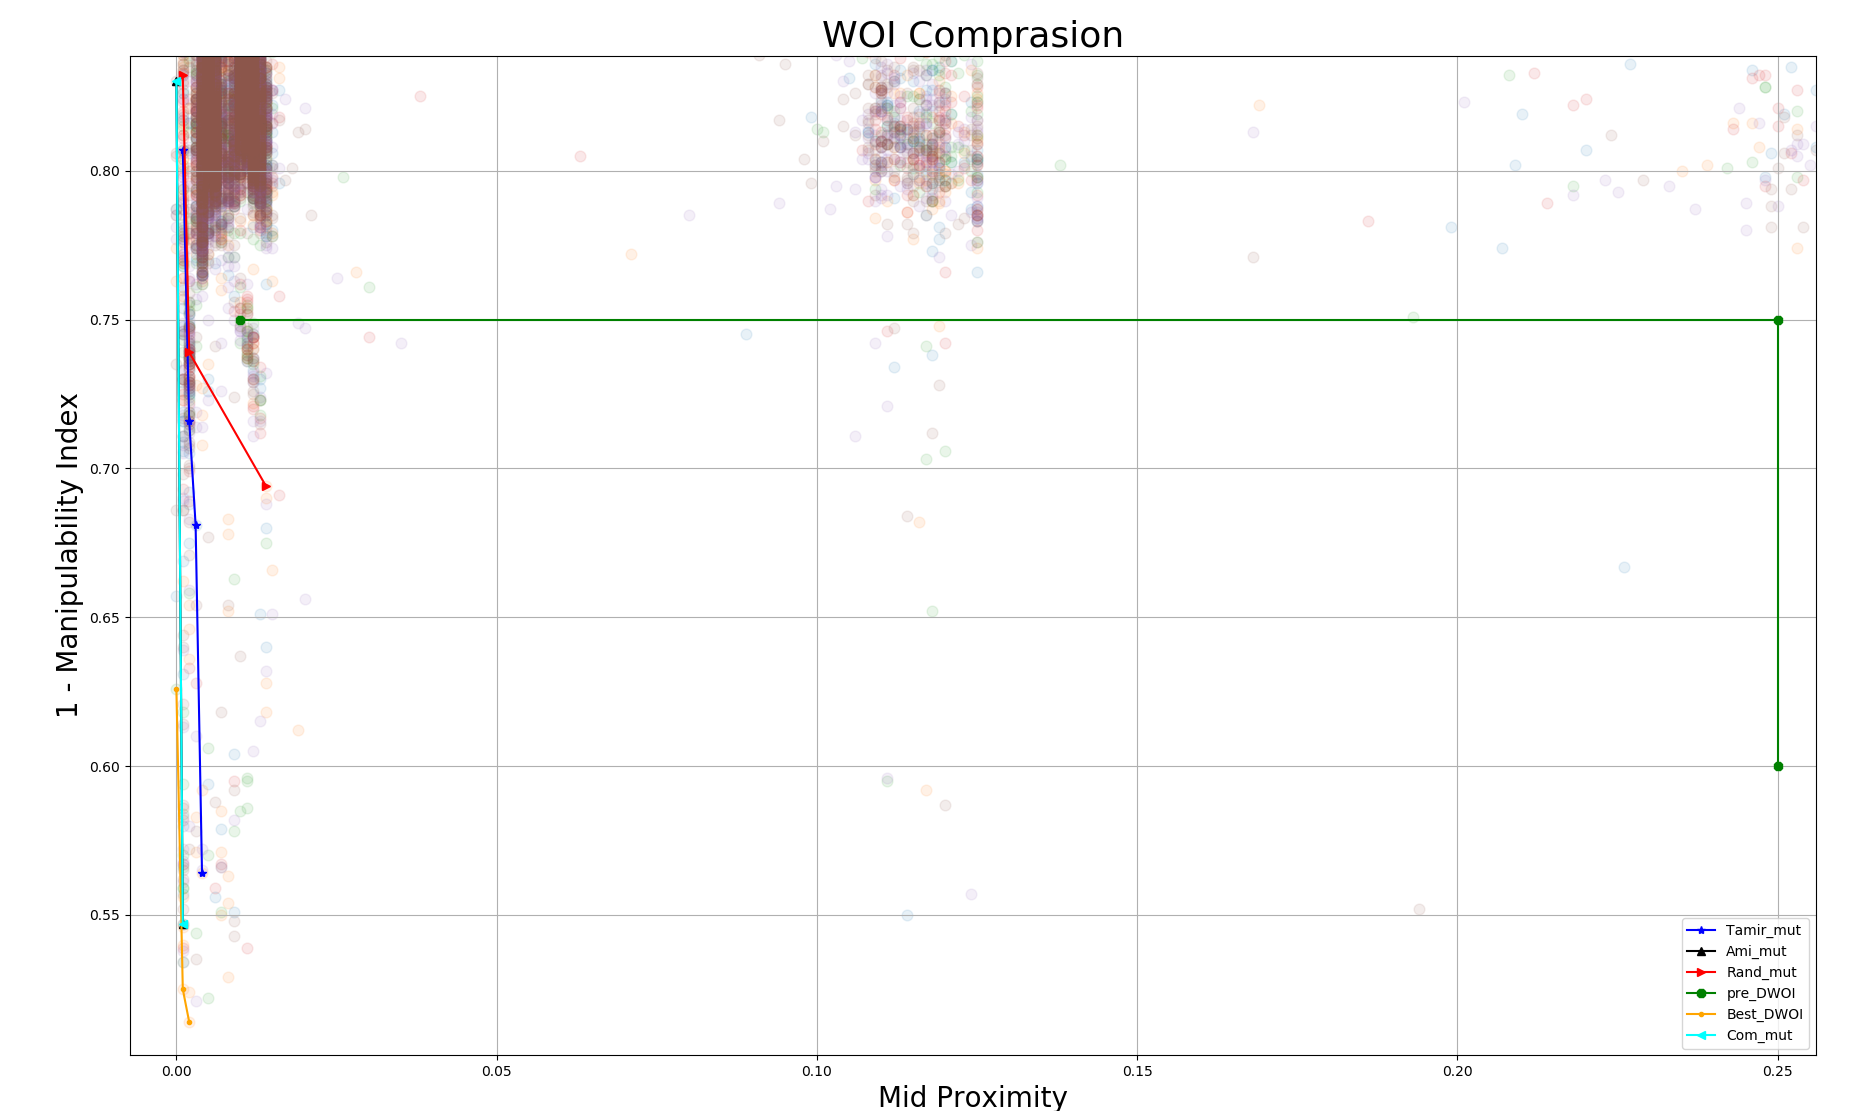 WOI Comprasion
1 - Manipulability Index
0.80
0.75
0.70
0.65
0.60
0.55
0.00
0.05
0.10
0.15
0.20
0.25
Mid Proximity
Tamir_mut
Ami_mut
Rand_mut
pre_DWOI
Best_DWOI
Com_mut